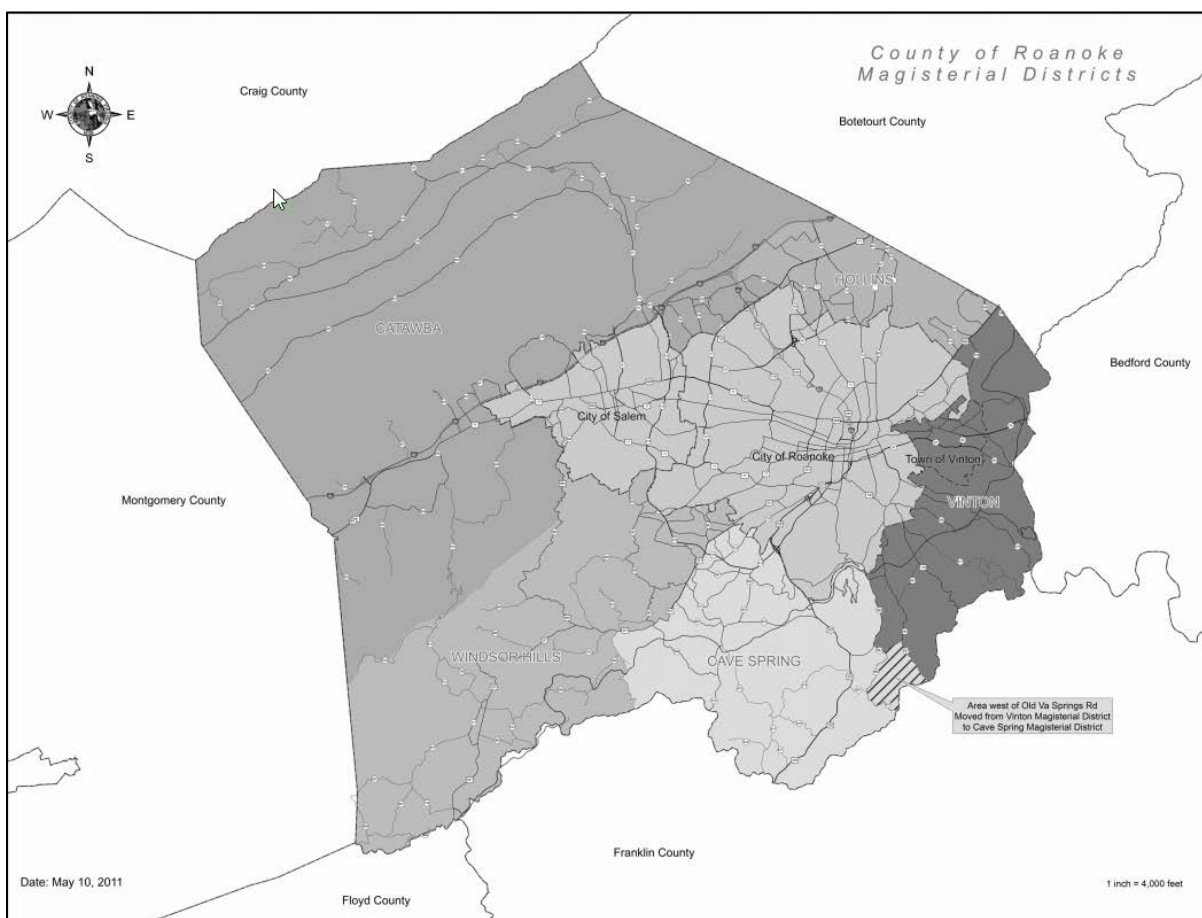 County of Roanoke
Magisterial Districts
N
W
E
S
Craig County
Botetourt County
HOLLINS
CATAWBA
Bedford County
City of Salem
City of Roanoke
Town of Vinton
Montgomery County
VINTON
WINDSOR HILLS
CAVE SPRING
Area west of Old Va Springs Rd
Moved from Vinton Magisterial District
to Cave Spring Magisterial District
Franklin County
Date: May 10, 2011
1 inch = 4,000 feet
Floyd County